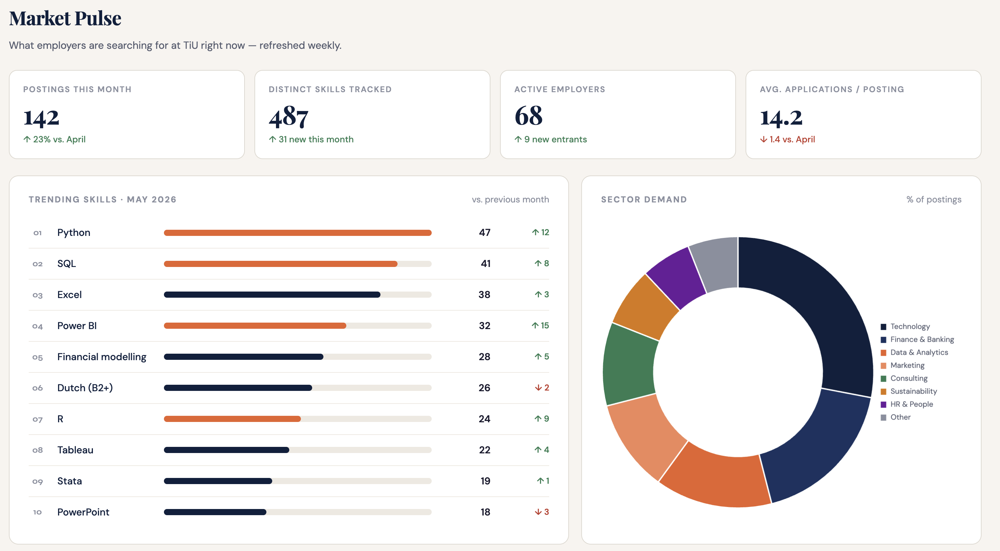 Market Pulse
What employers are searching for at TiU right now — refreshed weekly.
POSTINGS THIS MONTH
142
↑ 23% vs. April
DISTINCT SKILLS TRACKED
487
↑ 31 new this month
ACTIVE EMPLOYERS
68
↑ 9 new entrants
AVG. APPLICATIONS / POSTING
14.2
↓ 1.4 vs. April
TRENDING SKILLS · MAY 2026 vs. previous month
01 Python 47 ↑ 12
02 SQL 41 ↑ 8
03 Excel 38 ↑ 3
04 Power BI 32 ↑ 15
05 Financial modelling 28 ↑ 5
06 Dutch (B2+) 26 ↓ 2
07 R 24 ↑ 9
08 Tableau 22 ↑ 4
09 Stata 19 ↑ 1
10 PowerPoint 18 ↓ 3
SECTOR DEMAND % of postings
Technology
Finance & Banking
Data & Analytics
Marketing
Consulting
Sustainability
HR & People
Other